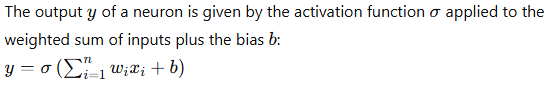 The output y of a neuron is given by the activation function σ applied to the
weighted sum of inputs plus the bias b:
y = σ (∑ⁿᵢ₌₁ wᵢxᵢ + b)